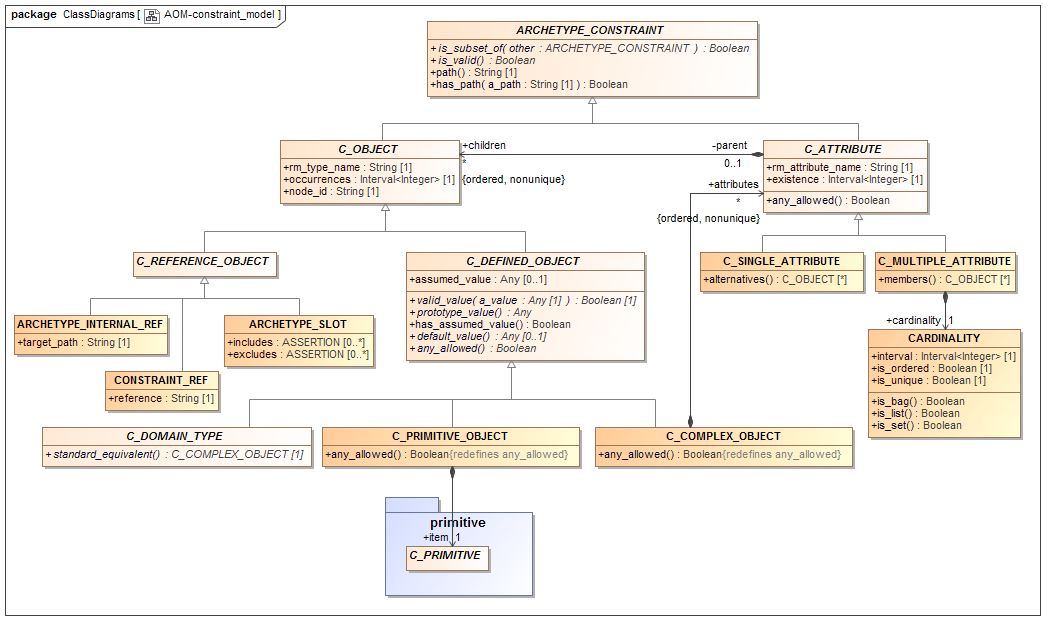 package ClassDiagrams [ AOM-constraint_model ]
ARCHETYPE_CONSTRAINT
+is_subset_of( other : ARCHETYPE_CONSTRAINT ) : Boolean
+is_valid() : Boolean
+path() : String [1]
+has_path( a_path : String [1] ) : Boolean
C_OBJECT
+rm_type_name : String [1]
+occurrences : Interval<Integer> [1]
+node_id : String [1]
+children
*
{ordered, nonunique}
-parent
0..1
C_ATTRIBUTE
+rm_attribute_name : String [1]
+existence : Interval<Integer> [1]
+any_allowed() : Boolean
+attributes
*
{ordered, nonunique}
C_REFERENCE_OBJECT
C_DEFINED_OBJECT
+assumed_value : Any [0..1]
+valid_value( a_value : Any [1] ) : Boolean [1]
+prototype_value() : Any
+has_assumed_value() : Boolean
+default_value() : Any [0..1]
+any_allowed() : Boolean
C_SINGLE_ATTRIBUTE
+alternatives() : C_OBJECT [*]
C_MULTIPLE_ATTRIBUTE
+members() : C_OBJECT [*]
ARCHETYPE_INTERNAL_REF
+target_path : String [1]
ARCHETYPE_SLOT
+includes : ASSERTION [0..*]
+excludes : ASSERTION [0..*]
+cardinality 1
CARDINALITY
+interval : Interval<Integer> [1]
+is_ordered : Boolean [1]
+is_unique : Boolean [1]
+is_bag() : Boolean
+is_list() : Boolean
+is_set() : Boolean
CONSTRAINT_REF
+reference : String [1]
C_DOMAIN_TYPE
+standard_equivalent() : C_COMPLEX_OBJECT [1]
C_PRIMITIVE_OBJECT
+any_allowed() : Boolean{redefines any_allowed}
C_COMPLEX_OBJECT
+any_allowed() : Boolean{redefines any_allowed}
primitive
+item 1
C_PRIMITIVE